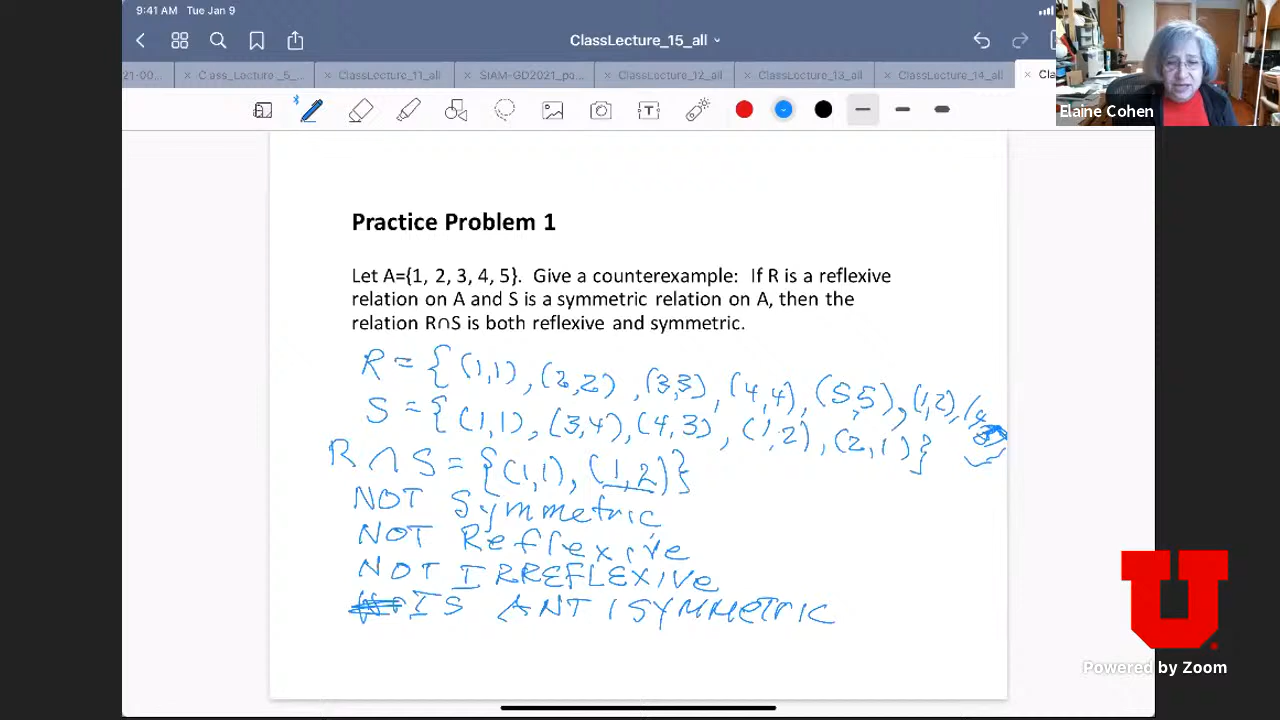 9:41 AM Tue Jan 9
ClassLecture_15_all
21-00...
Class_Lecture_5_...
ClassLecture_11_all
SIAM-GD2021_po...
ClassLecture_12_all
ClassLecture_13_all
ClassLecture_14_all
Cla
T
Elaine Cohen
Practice Problem 1
Let A={1, 2, 3, 4, 5}. Give a counterexample: If R is a reflexive
relation on A and S is a symmetric relation on A, then the
relation R∩S is both reflexive and symmetric.
R = {(1,1), (2,2), (3,3), (4,4), (5,5), (1,2), (4,
S = {(1,1), (3,4), (4,3), (1,2), (2,1)}
R ∩ S = {(1,1), (1,2)}
NOT Symmetric
NOT Reflexive
NOT IRREFLEXIVE
IS ANTISYMMETRIC
U
Powered by Zoom